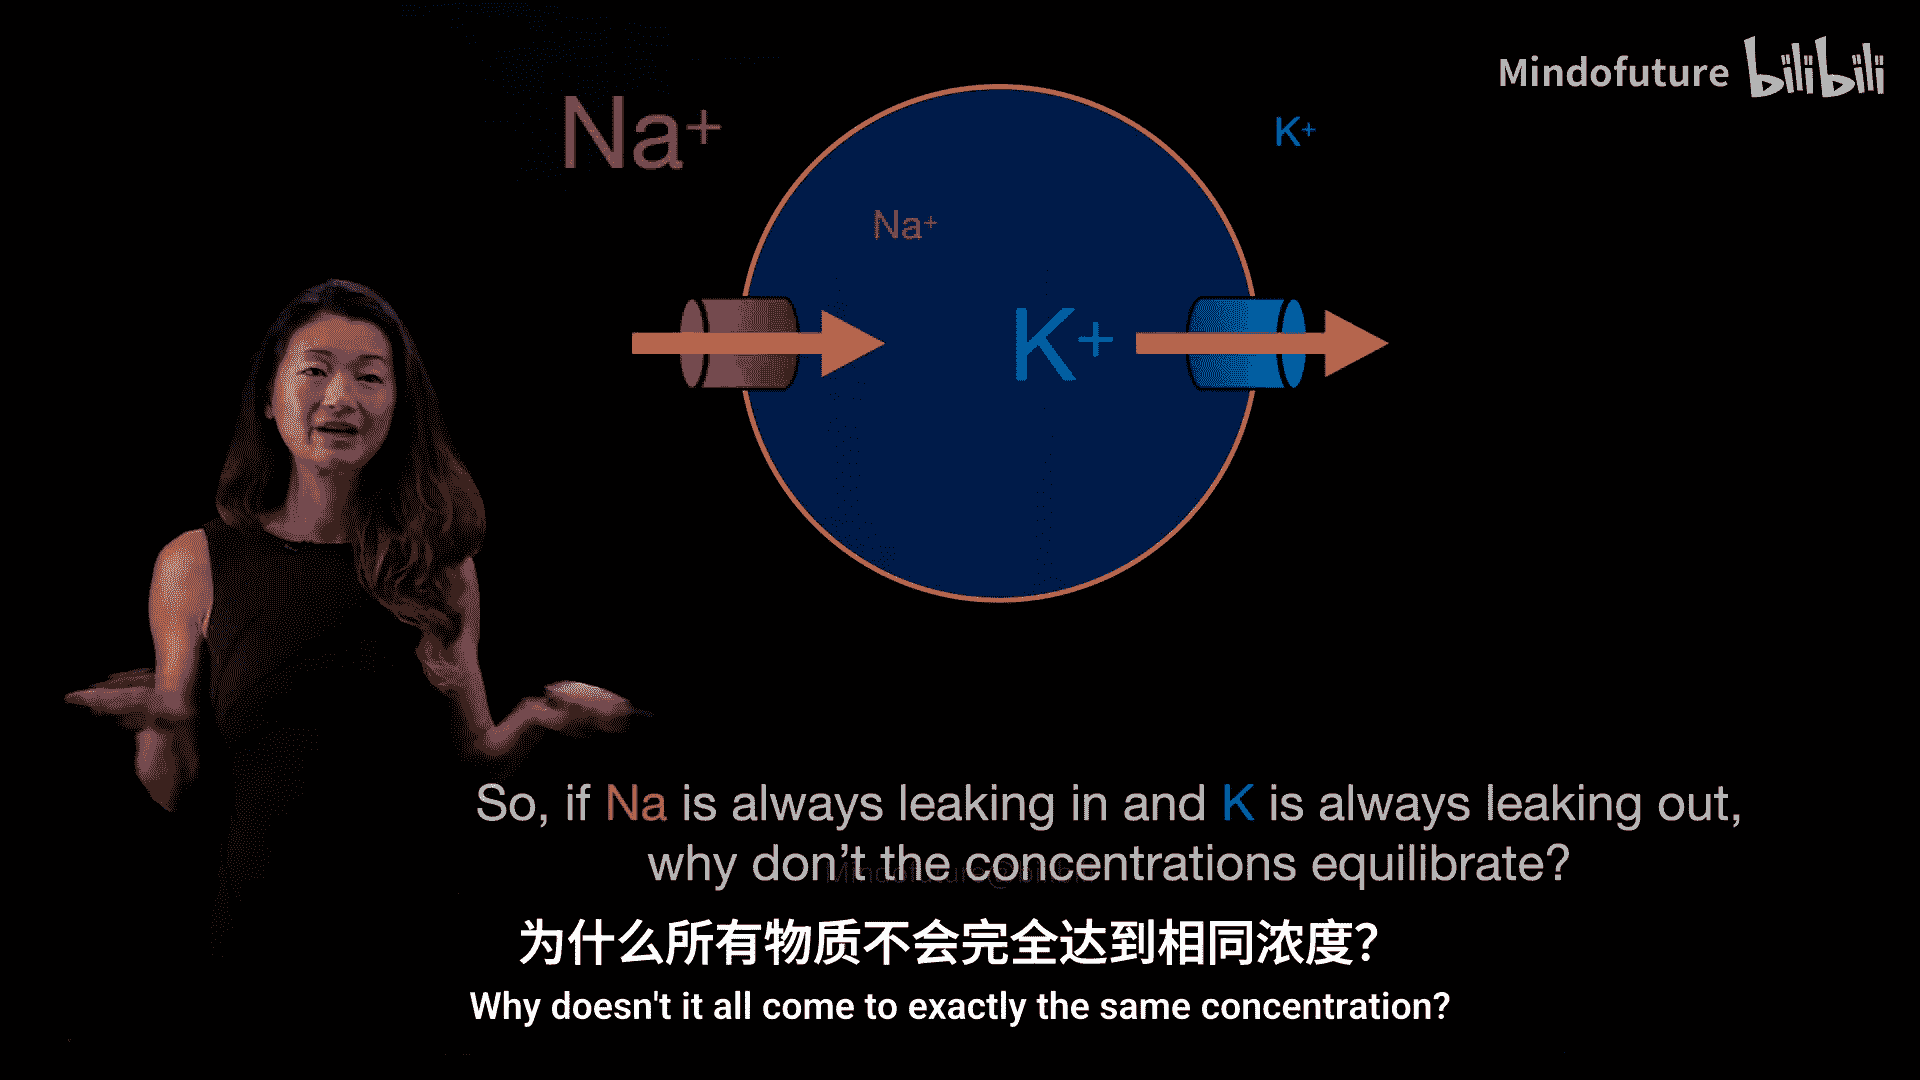 Mindofuture bilibili
Na⁺
K⁺
Na⁺
K⁺
So, if Na is always leaking in and K is always leaking out,
why don't the concentrations equilibrate?
Mindofuture@bilibili
为什么所有物质不会完全达到相同浓度?
Why doesn't it all come to exactly the same concentration?